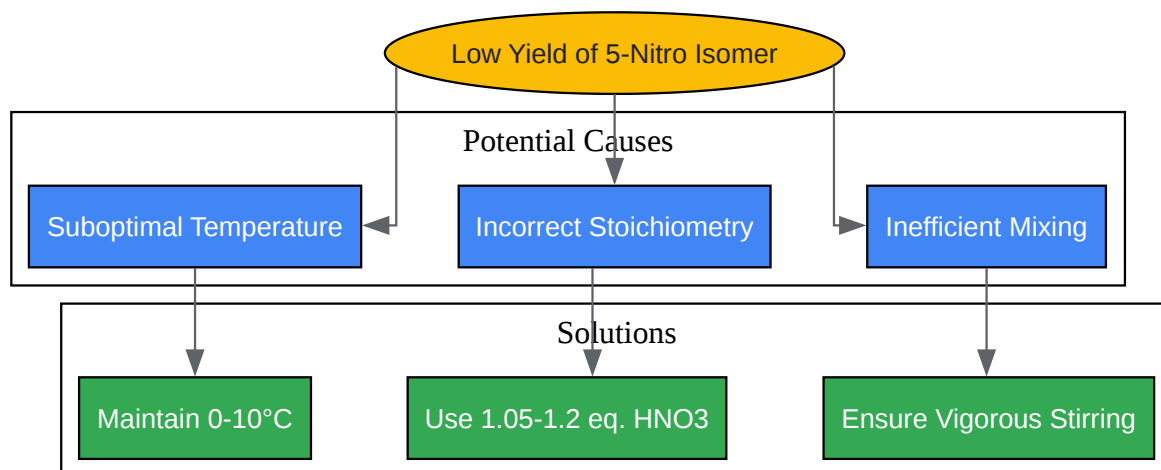 Low Yield of 5-Nitro Isomer
Potential Causes
Suboptimal Temperature
Incorrect Stoichiometry
Inefficient Mixing
Solutions
Maintain 0-10°C
Use 1.05-1.2 eq. HNO3
Ensure Vigorous Stirring